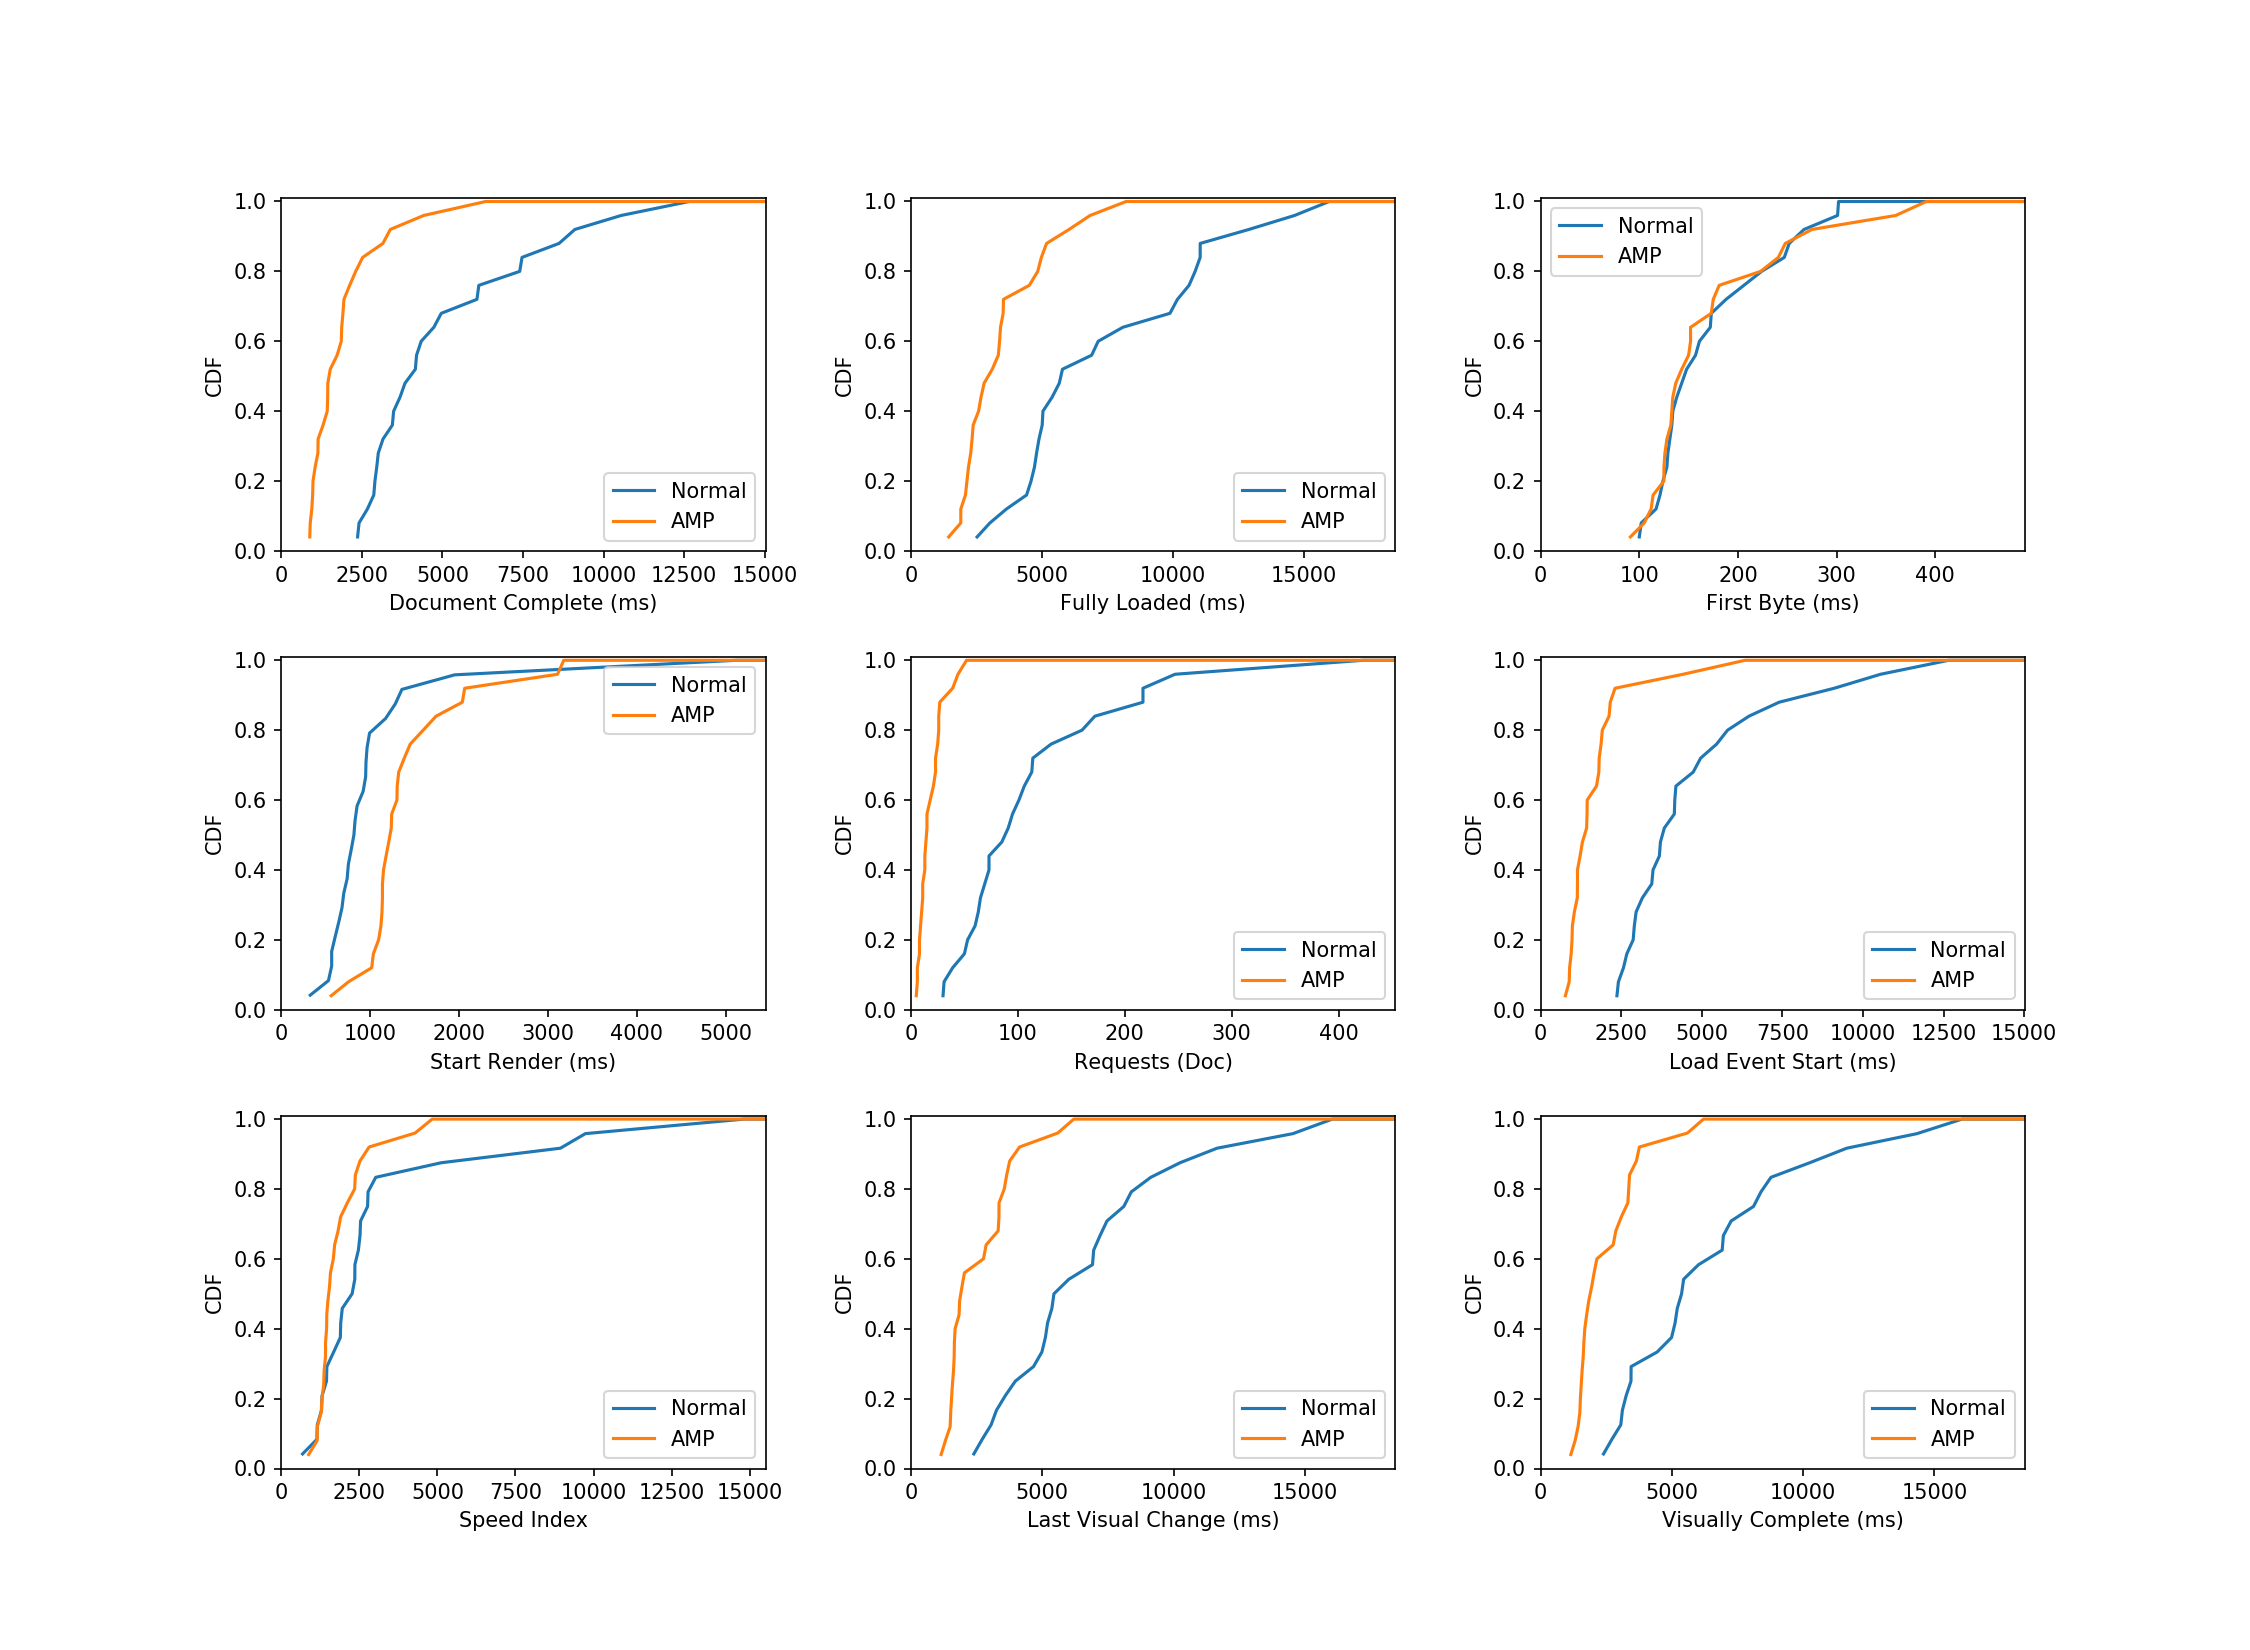 1.0
0.8
0.6
0.4
0.2
0.0
CDF
Normal
AMP
0 2500 5000 7500 10000 12500 15000
Document Complete (ms)
1.0
0.8
0.6
0.4
0.2
0.0
CDF
Normal
AMP
0 5000 10000 15000
Fully Loaded (ms)
1.0
0.8
0.6
0.4
0.2
0.0
CDF
Normal
AMP
0 100 200 300 400
First Byte (ms)
1.0
0.8
0.6
0.4
0.2
0.0
CDF
Normal
AMP
0 1000 2000 3000 4000 5000
Start Render (ms)
1.0
0.8
0.6
0.4
0.2
0.0
CDF
Normal
AMP
0 100 200 300 400
Requests (Doc)
1.0
0.8
0.6
0.4
0.2
0.0
CDF
Normal
AMP
0 2500 5000 7500 10000 12500 15000
Load Event Start (ms)
1.0
0.8
0.6
0.4
0.2
0.0
CDF
Normal
AMP
0 2500 5000 7500 10000 12500 15000
Speed Index
1.0
0.8
0.6
0.4
0.2
0.0
CDF
Normal
AMP
0 5000 10000 15000
Last Visual Change (ms)
1.0
0.8
0.6
0.4
0.2
0.0
CDF
Normal
AMP
0 5000 10000 15000
Visually Complete (ms)